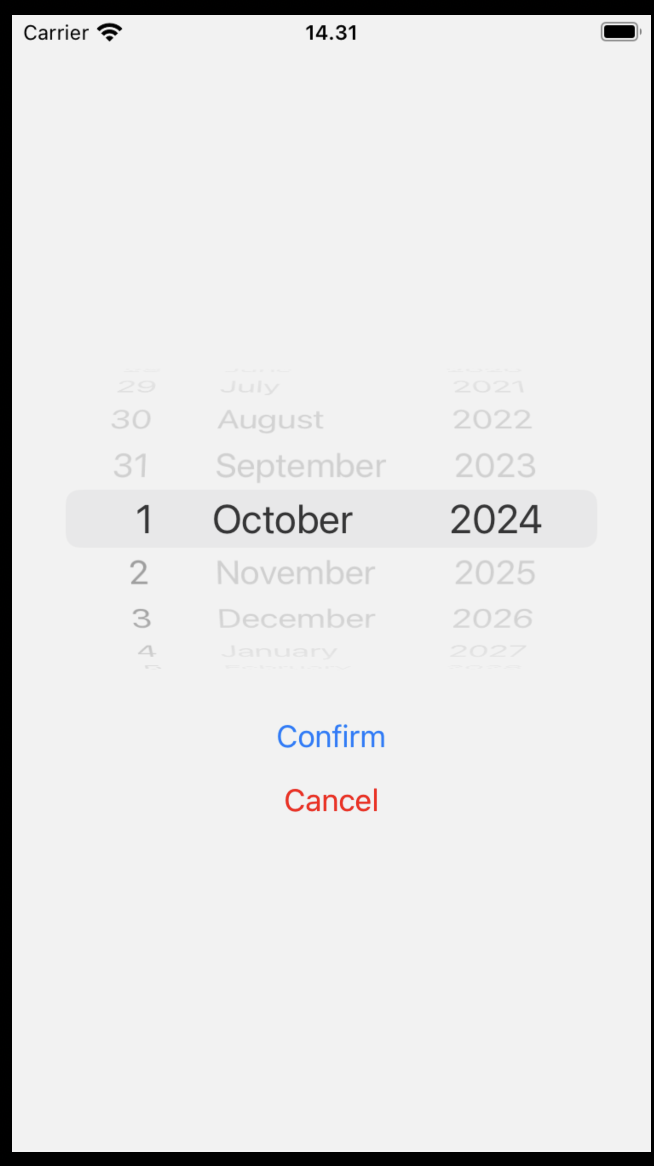 Carrier 14.31
29 July 2021
30 August 2022
31 September 2023
1 October 2024
2 November 2025
3 December 2026
4 January 2027
Confirm
Cancel